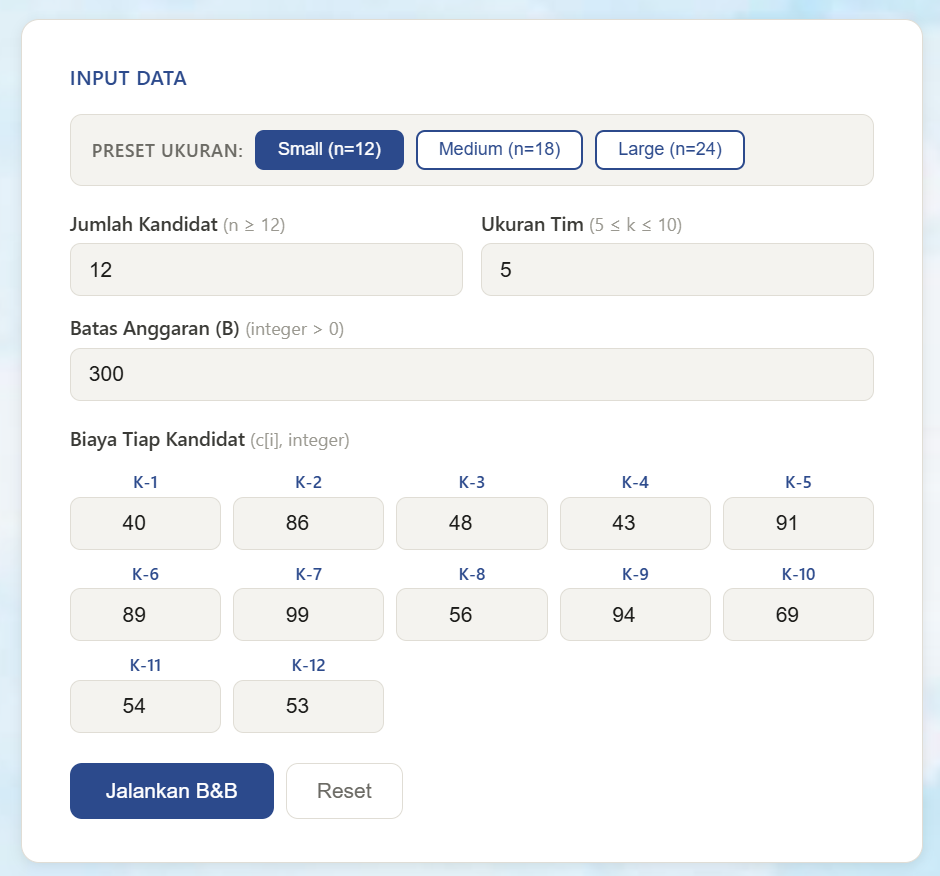 INPUT DATA
PRESET UKURAN: Small (n=12) Medium (n=18) Large (n=24)
Jumlah Kandidat (n ≥ 12) Ukuran Tim (5 ≤ k ≤ 10)
12 5
Batas Anggaran (B) (integer > 0)
300
Biaya Tiap Kandidat (c[i], integer)
K-1 K-2 K-3 K-4 K-5
40 86 48 43 91
K-6 K-7 K-8 K-9 K-10
89 99 56 94 69
K-11 K-12
54 53
Jalankan B&B Reset